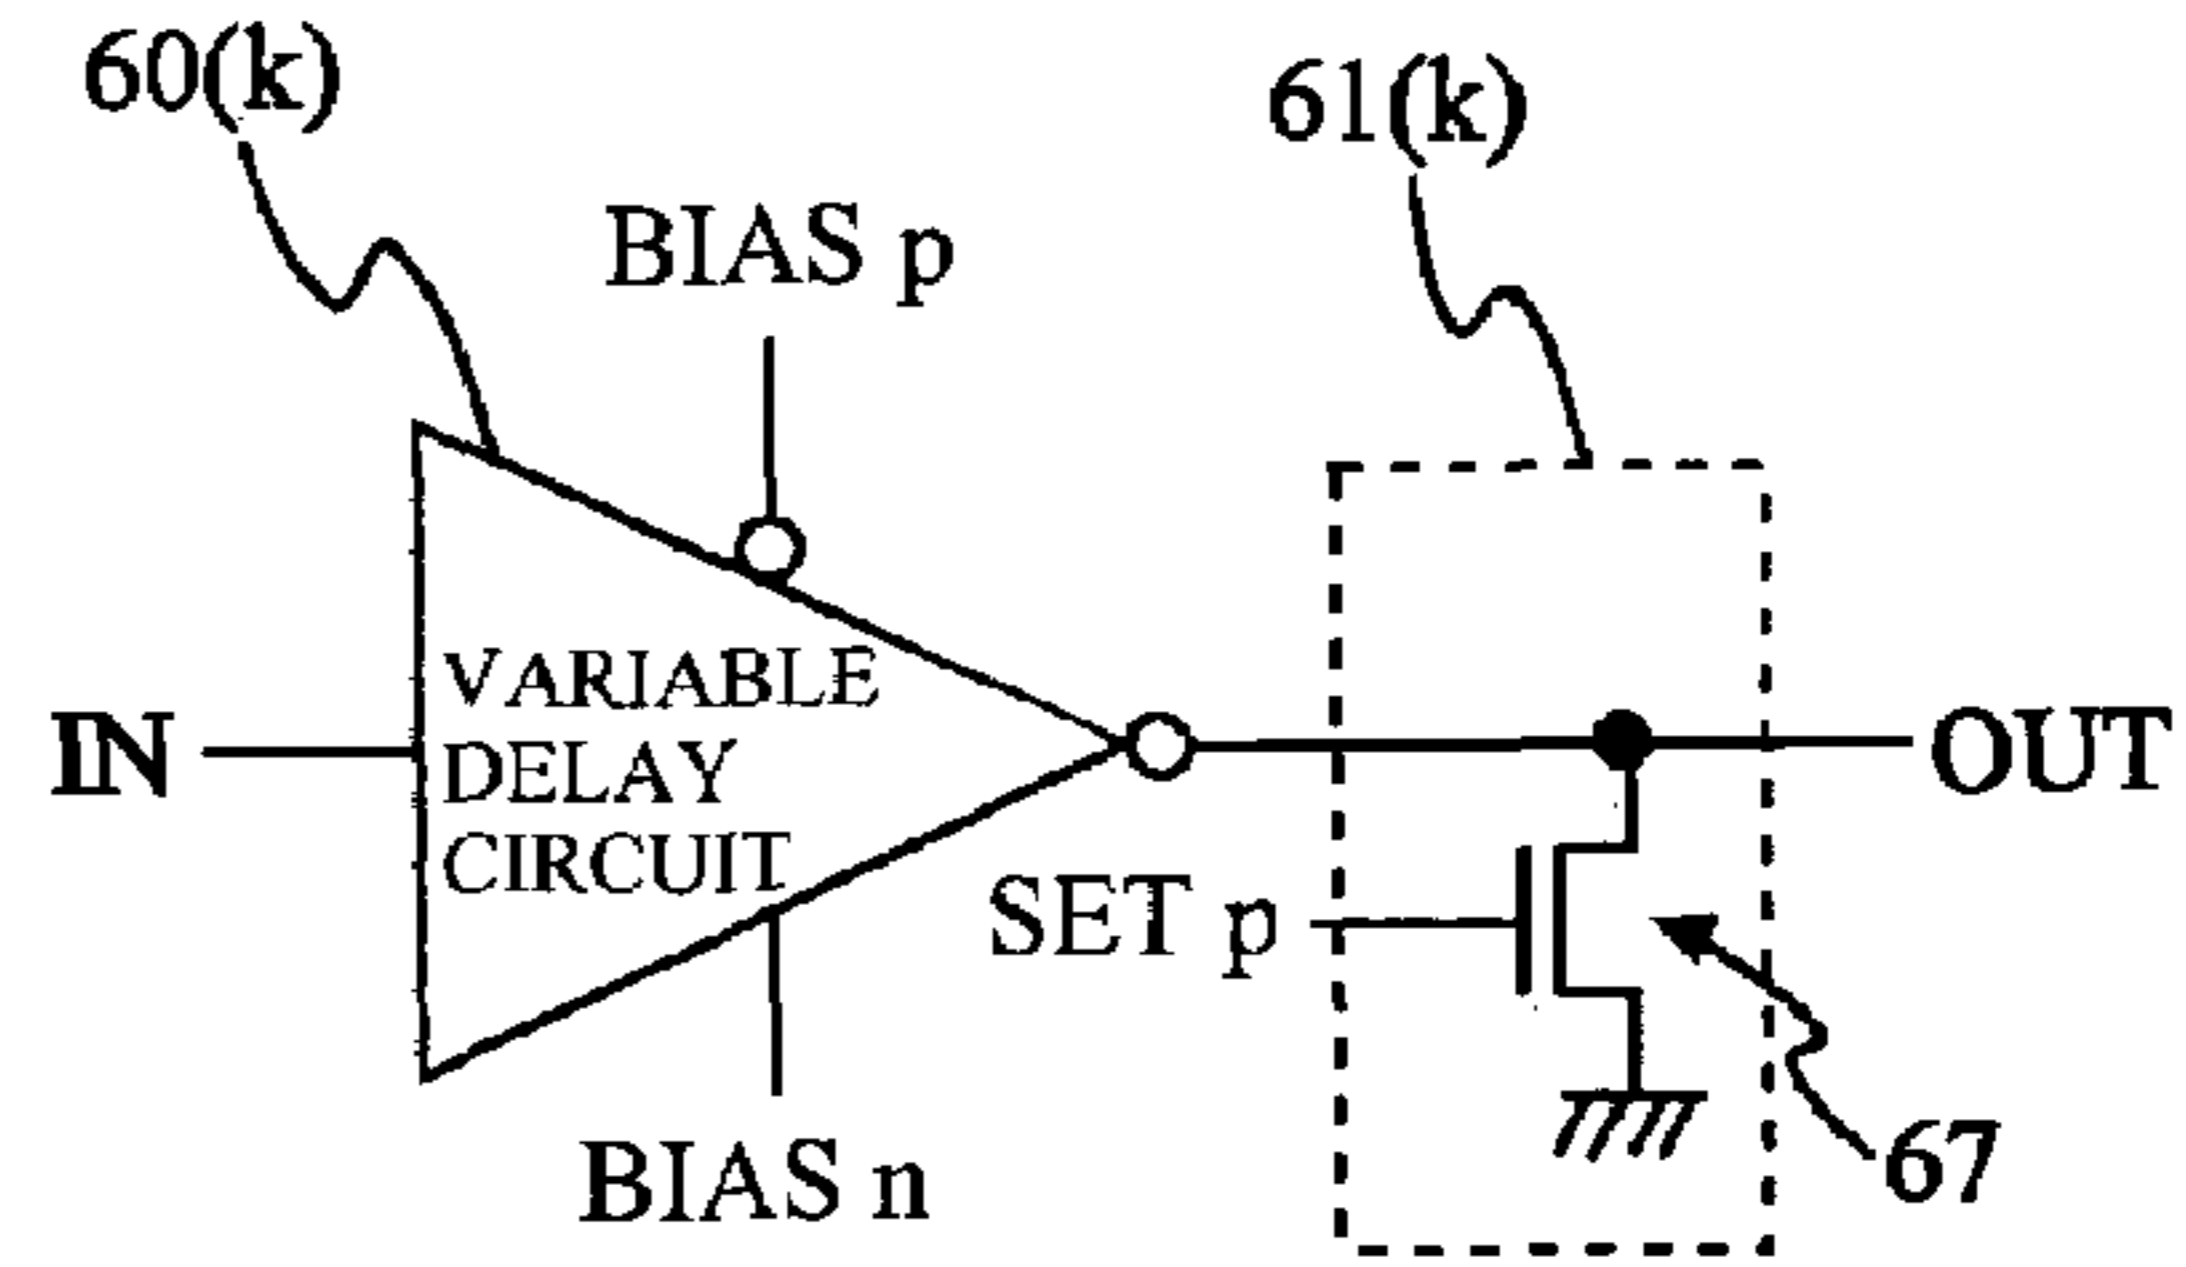 60(k)
61(k)
BIAS p
VARIABLE
DELAY
CIRCUIT
IN
OUT
SET p
BIAS n
67